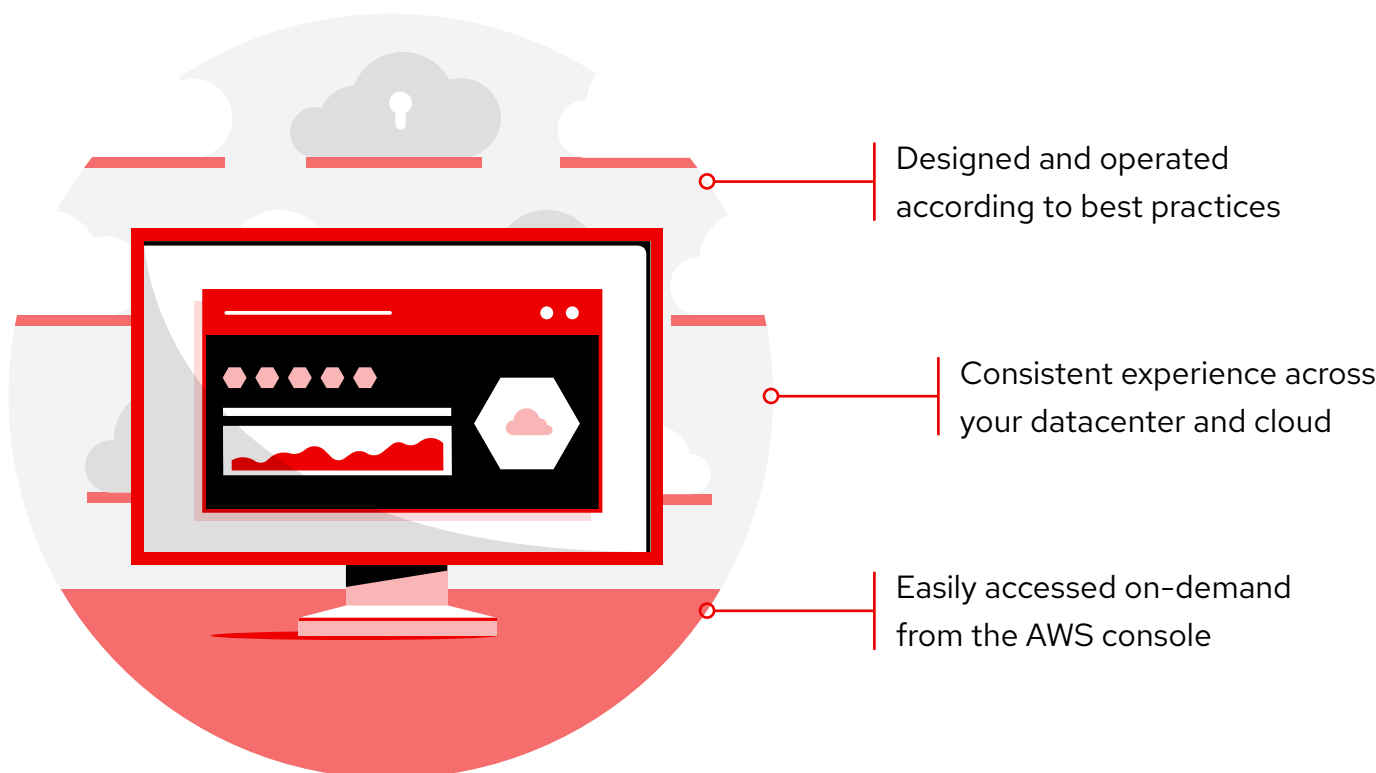 Designed and operated
according to best practices
Consistent experience across
your datacenter and cloud
Easily accessed on-demand
from the AWS console